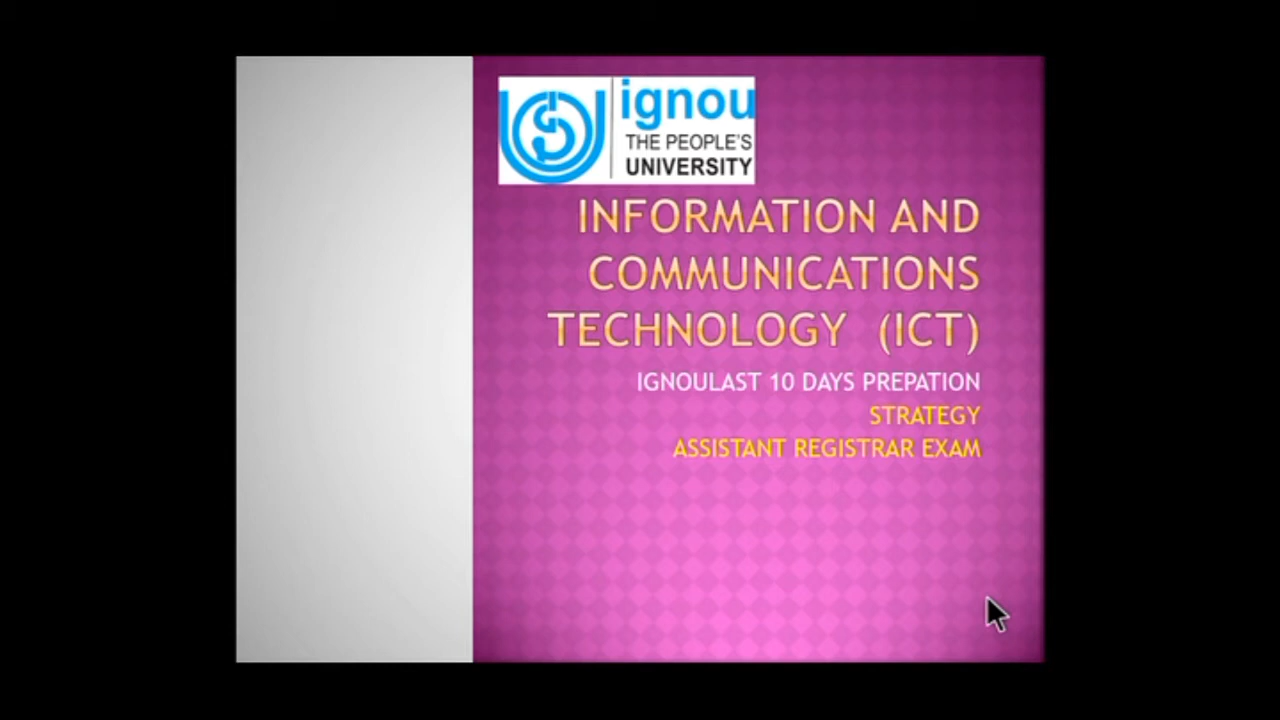 ignou
THE PEOPLE'S
UNIVERSITY
INFORMATION AND
COMMUNICATIONS
TECHNOLOGY (ICT)
IGNOULAST 10 DAYS PREPATION
STRATEGY
ASSISTANT REGISTRAR EXAM